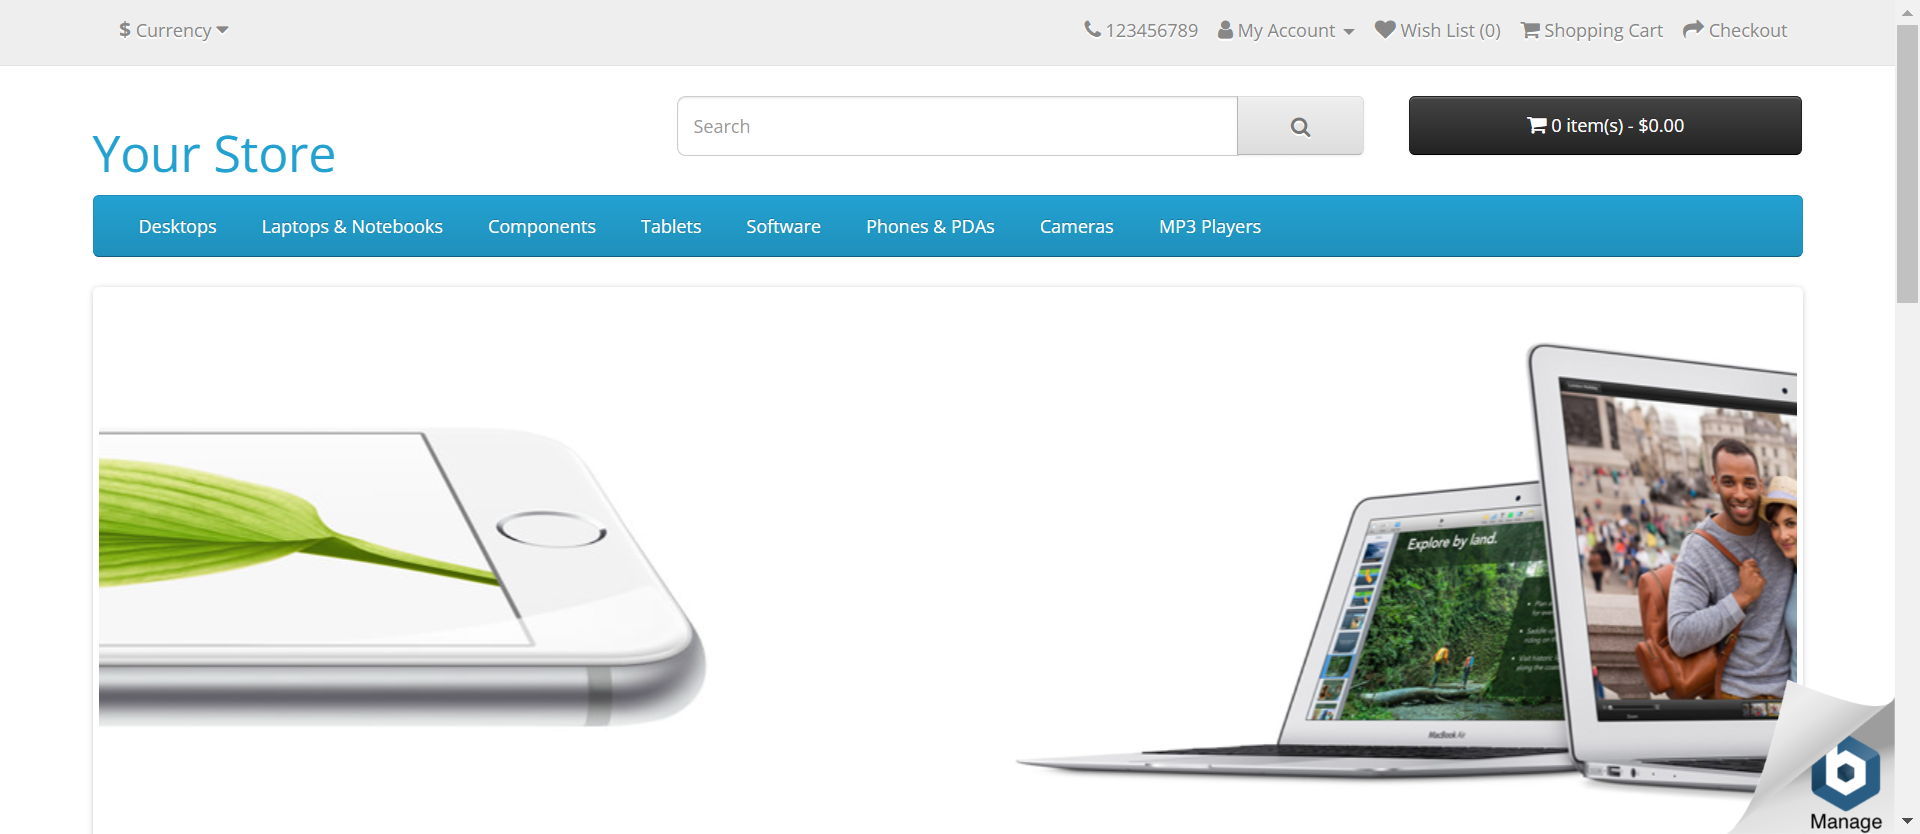 $ Currency
123456789
My Account
Wish List (0)
Shopping Cart
Checkout
Your Store
Search
0 item(s) - $0.00
Desktops
Laptops & Notebooks
Components
Tablets
Software
Phones & PDAs
Cameras
MP3 Players
Explore by land.
MacBook Air
Manage